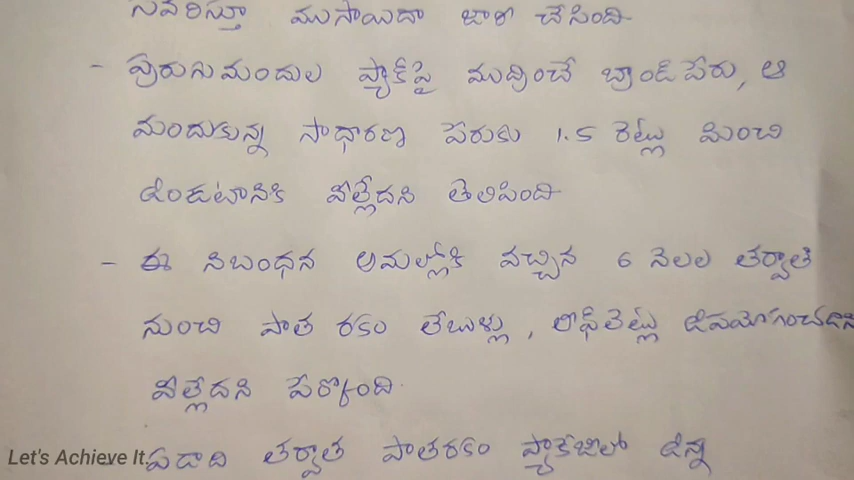 సవరిస్తూ ముసాయిదా జారీ చేసింది
- పురుగుమందుల ప్యాక్‌పై ముద్రించే బ్రాండ్ పేరు, ఆ
మందుకున్న సాధారణ పేరుకు 1.5 రెట్లు మించి
ఉండటానికి వీల్లేదని తెలిపింది
- ఈ నిబంధన అమల్లోకి వచ్చిన 6 నెలల తర్వాత
నుంచి పాత రకం లేబుళ్లు, లీఫ్‌లెట్లు ఉపయోగించడానికి
వీల్లేదని పేర్కొంది.
- ఏడాది తర్వాత పాతరకం ప్యాకేజీలో ఉన్న
Let's Achieve It.